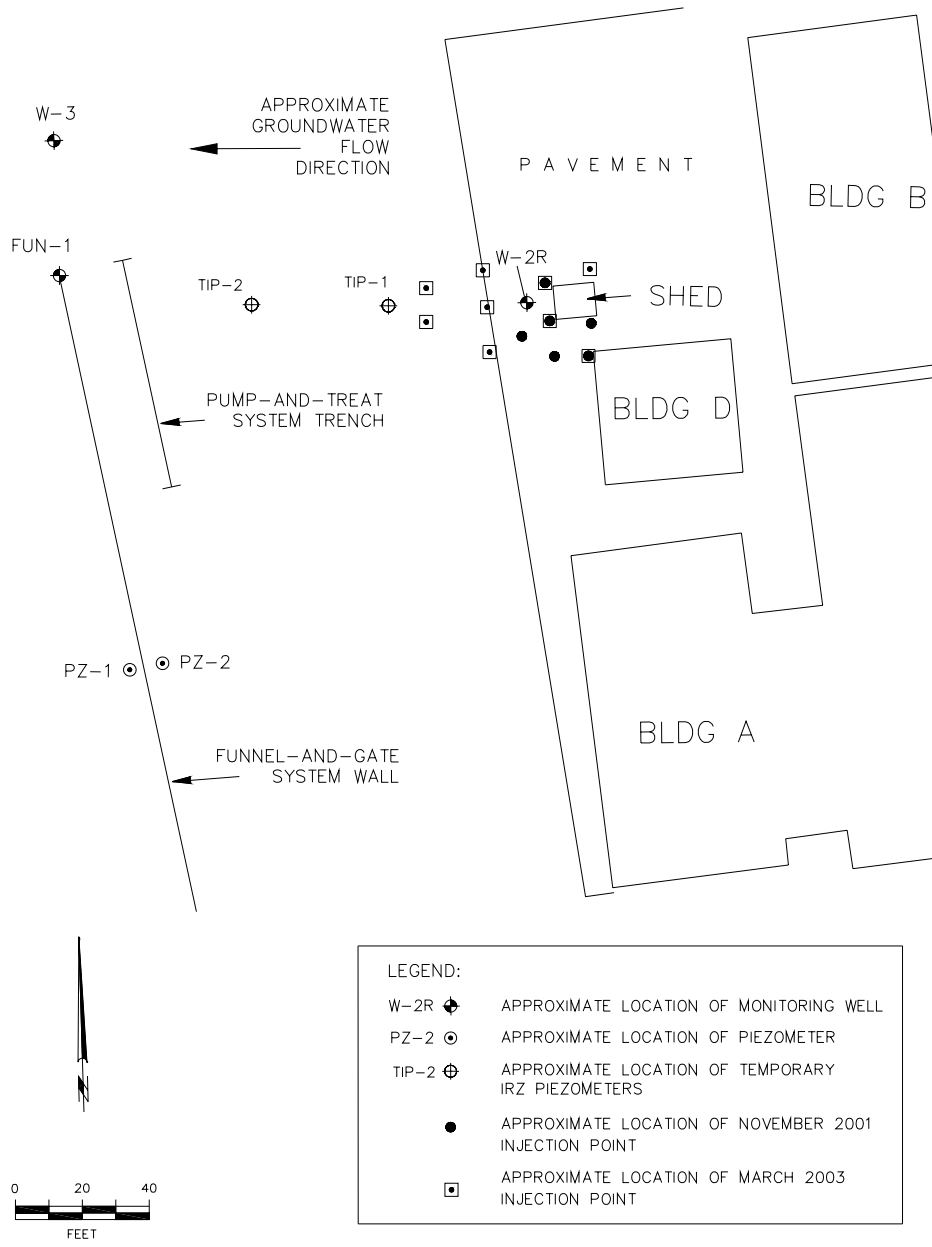 W-3
APPROXIMATE
GROUNDWATER
FLOW
DIRECTION
PAVEMENT
BLDG B
FUN-1
TIP-2
TIP-1
W-2R
SHED
PUMP-AND-TREAT
SYSTEM TRENCH
BLDG D
PZ-1
PZ-2
BLDG A
FUNNEL-AND-GATE
SYSTEM WALL
N
0 20 40
FEET
LEGEND:
W-2R APPROXIMATE LOCATION OF MONITORING WELL
PZ-2 APPROXIMATE LOCATION OF PIEZOMETER
TIP-2 APPROXIMATE LOCATION OF TEMPORARY
IRZ PIEZOMETERS
APPROXIMATE LOCATION OF NOVEMBER 2001
INJECTION POINT
APPROXIMATE LOCATION OF MARCH 2003
INJECTION POINT